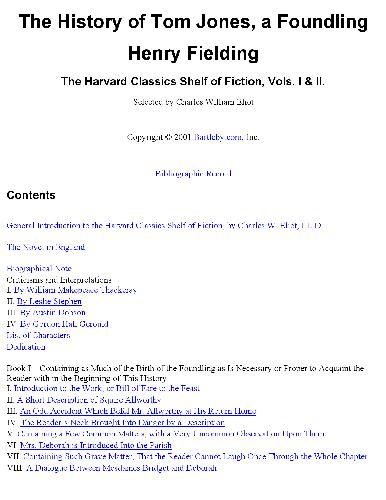 The History of Tom Jones, a Foundling
Henry Fielding
The Harvard Classics Shelf of Fiction, Vols. I & II.
Selected by Charles William Eliot
Copyright © 2001 Bartleby.com, Inc.
Bibliographic Record
Contents
General Introduction to the Harvard Classics Shelf of Fiction, by Charles W. Eliot, LL.D.
The Novel in England
Biographical Note
Criticisms and Interpretations
I. By William Makepeace Thackeray
II. By Leslie Stephen
III. By Austin Dobson
IV. By Gordon Hall Gerould
List of Characters
Dedication
Book I – Containing as Much of the Birth of the Foundling as Is Necessary or Proper to Acquaint the
Reader with in the Beginning of This History
I. Introduction to the Work, or Bill of Fare to the Feast
II. A Short Description of Squire Allworthy
III. An Odd Accident Which Befel Mr. Allworthy at His Return Home
IV. The Reader's Neck Brought into Danger by a Description
V. Containing a Few Common Matters, with a Very Uncommon Observation Upon Them
VI. Mrs. Deborah is Introduced Into the Parish
VII. Containing Such Grave Matter, That the Reader Cannot Laugh Once Through the Whole Chapter
VIII. A Dialogue Between Mesdames Bridget and Deborah